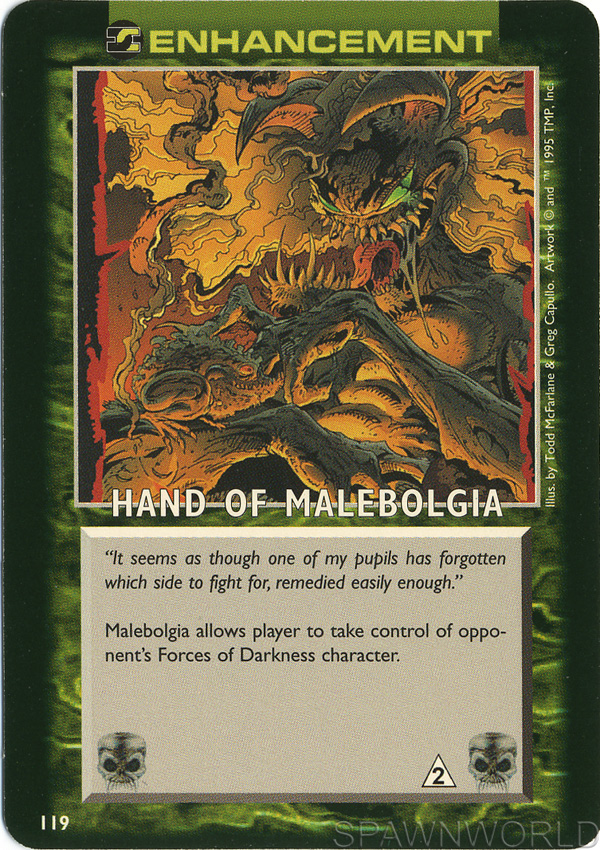 ENHANCEMENT
Illus. by Todd McFarlane & Greg Capullo. Artwork © and ™ 1995 TMP, Inc.
HAND OF MALEBOLGIA
“It seems as though one of my pupils has forgotten
which side to fight for, remedied easily enough.”
Malebolgia allows player to take control of oppo-
nent’s Forces of Darkness character.
2
119
SPAWNWORLD